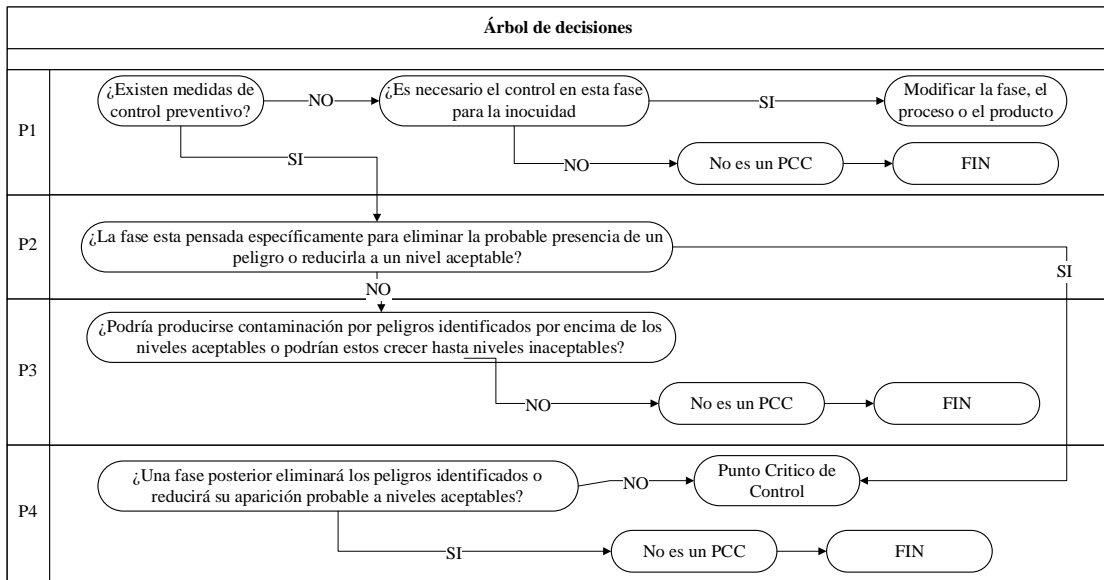 Árbol de decisiones
P1
¿Existen medidas de
control preventivo?
NO
¿Es necesario el control en esta fase
para la inocuidad
SI
Modificar la fase, el
proceso o el producto
SI
NO
No es un PCC
FIN
P2
¿La fase esta pensada específicamente para eliminar la probable presencia de un
peligro o reducirla a un nivel aceptable?
SI
NO
P3
¿Podría producirse contaminación por peligros identificados por encima de los
niveles aceptables o podrían estos crecer hasta niveles inaceptables?
NO
No es un PCC
FIN
P4
¿Una fase posterior eliminará los peligros identificados o
reducirá su aparición probable a niveles aceptables?
NO
Punto Critico de
Control
SI
No es un PCC
FIN